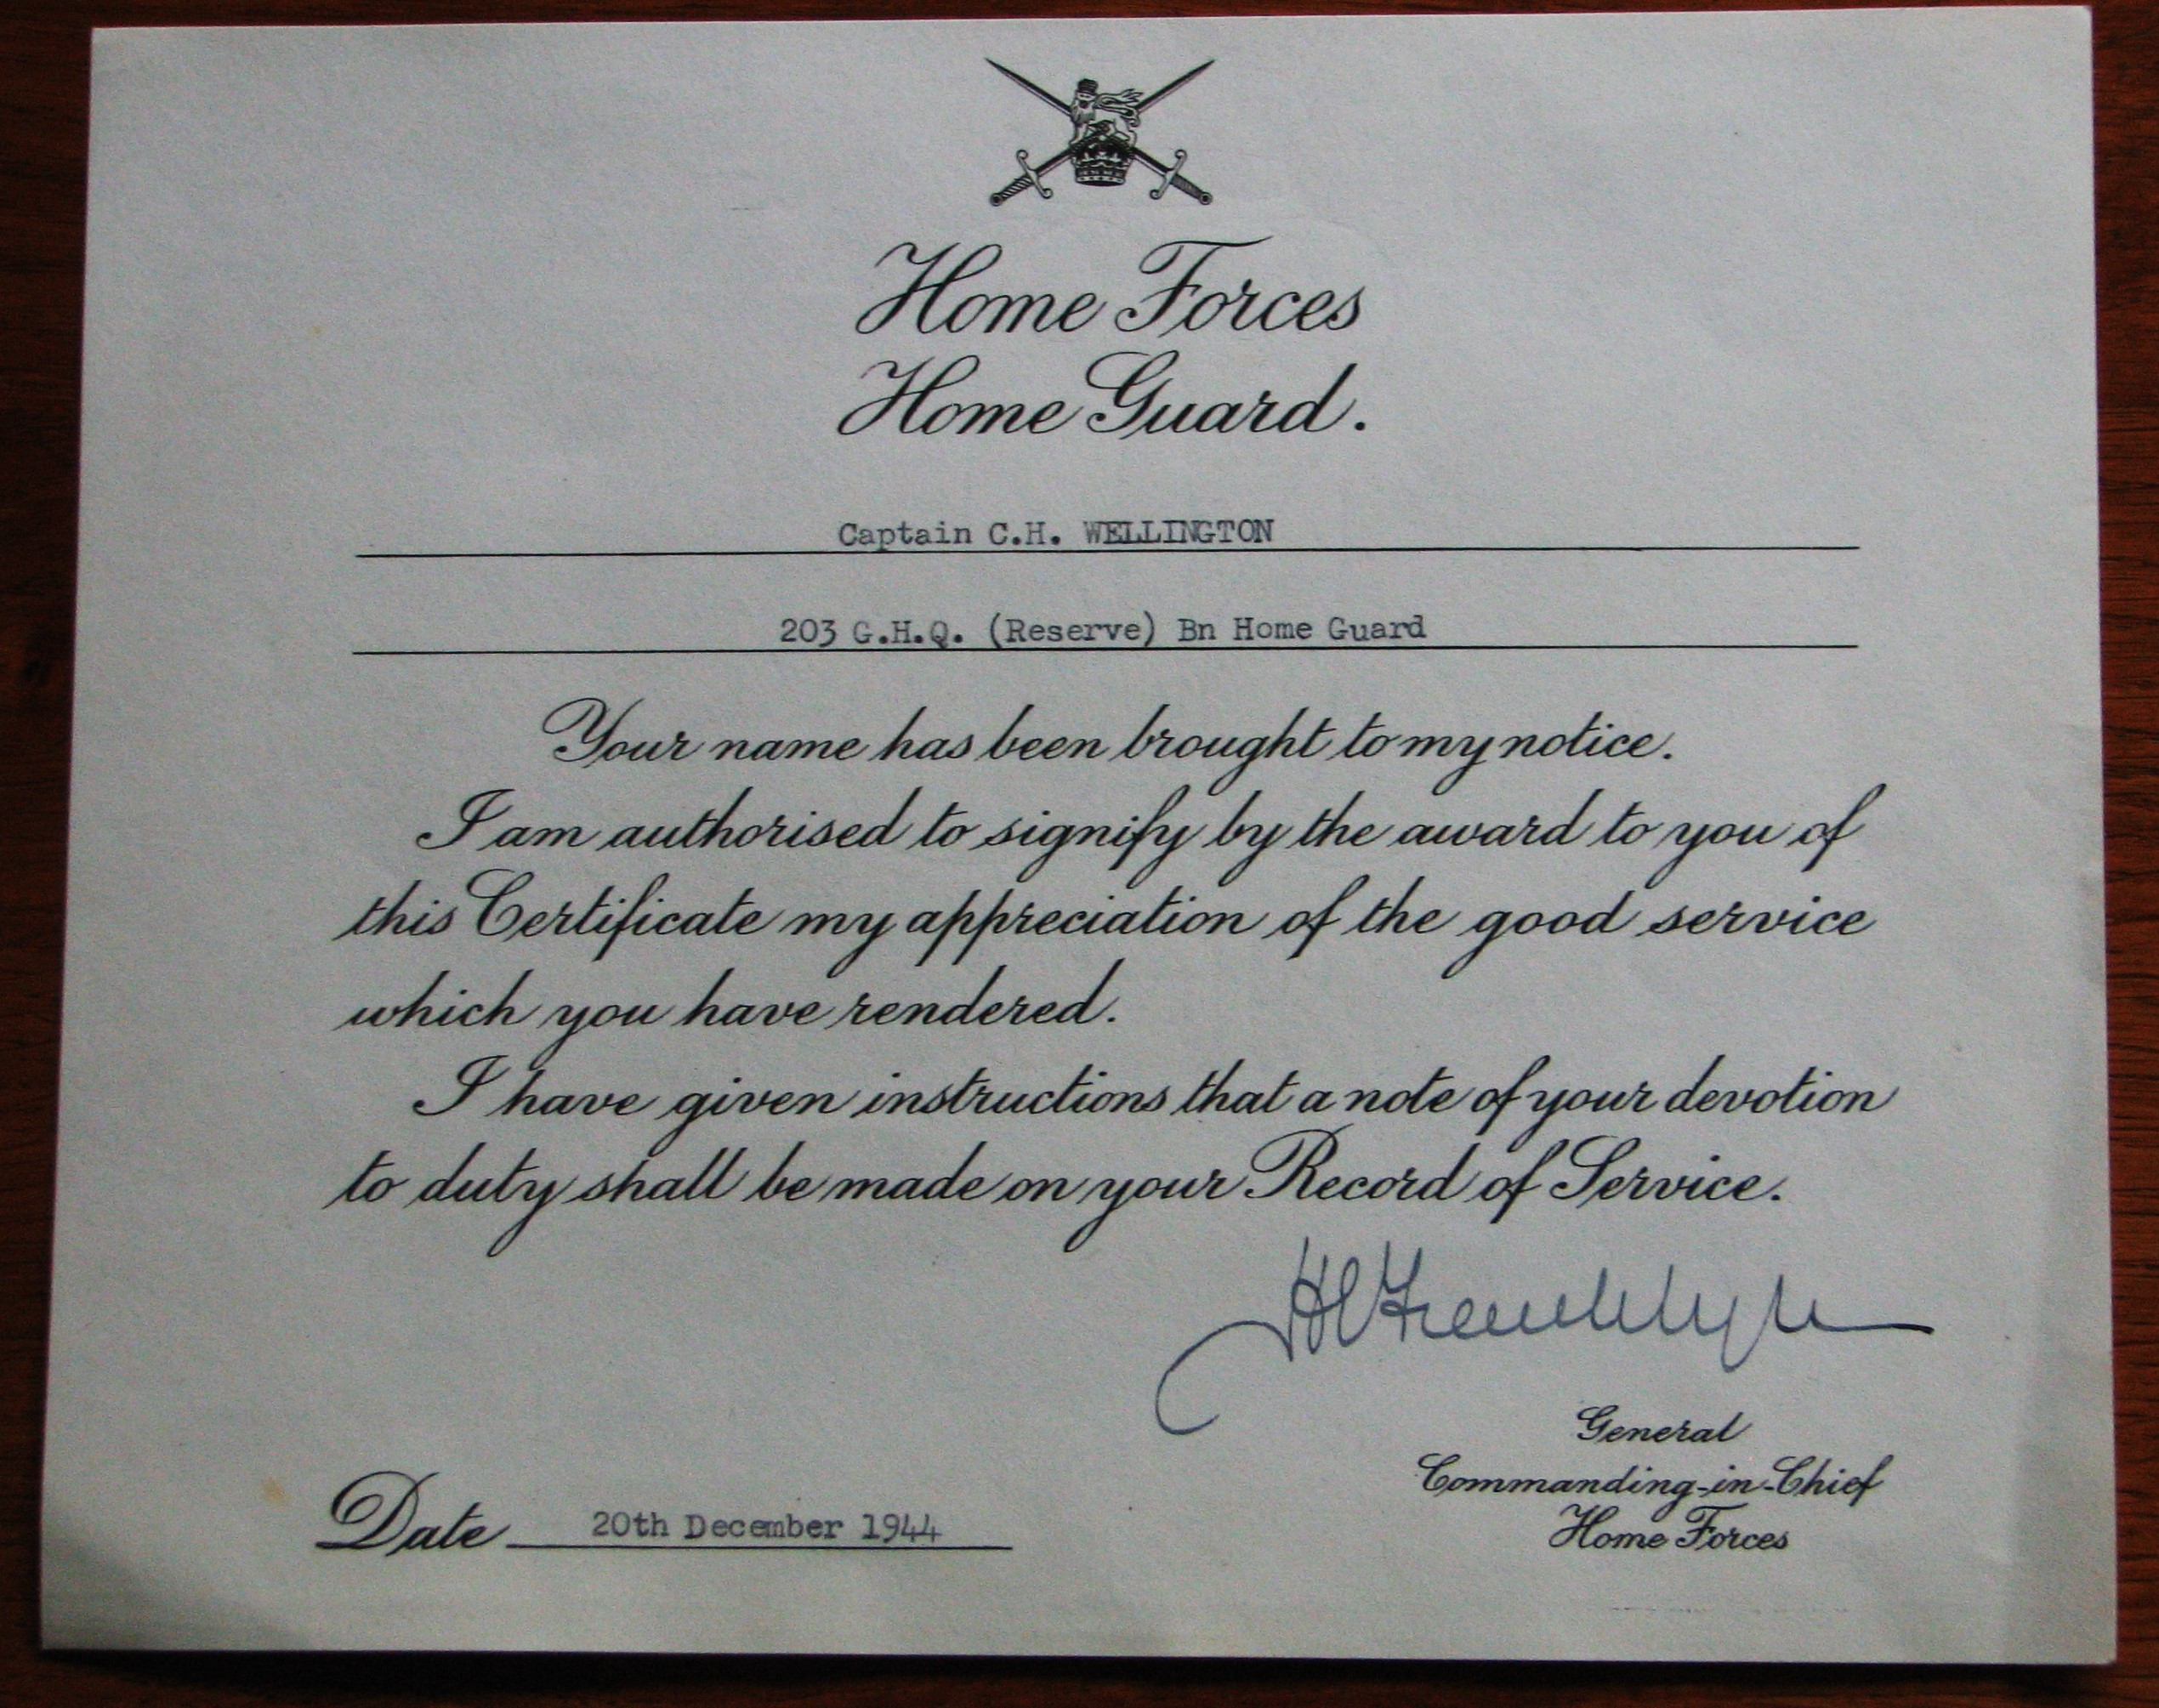 Home Forces
Home Guard.
Captain C.H. WELLINGTON
203 G.H.Q. (Reserve) Bn Home Guard
Your name has been brought to my notice.
I am authorised to signify by the award to you of
this Certificate my appreciation of the good service
which you have rendered.
I have given instructions that a note of your devotion
to duty shall be made on your Record of Service.
General
Commanding-in-Chief
Home Forces
Date 20th December 1944